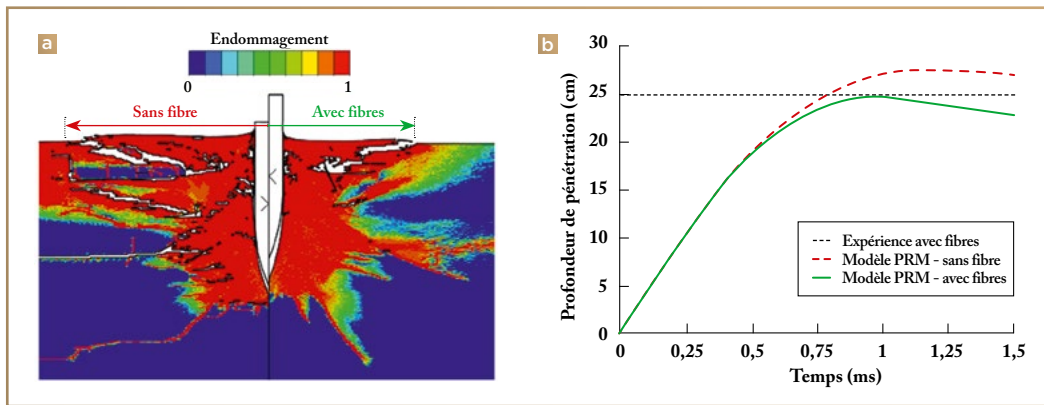 a
Endommagement
0
1
Sans fibre
Avec fibres
b
Profondeur de pénétration (cm)
30
25
20
15
10
5
0
Expérience avec fibres
Modèle PRM - sans fibre
Modèle PRM - avec fibres
0 0,25 0,5 0,75 1 1,25 1,5
Temps (ms)